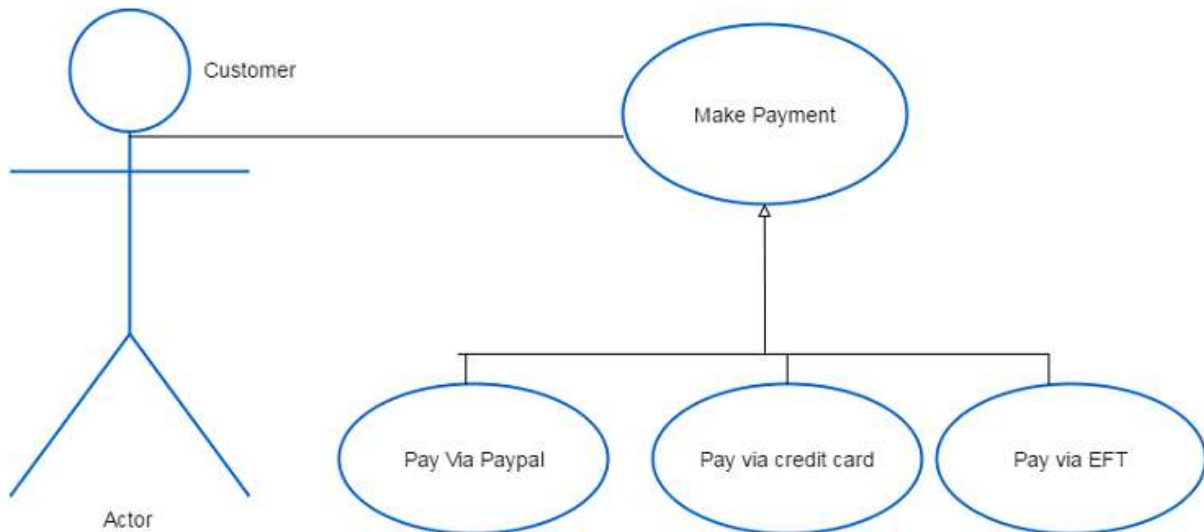 Customer
Make Payment
Pay Via Paypal
Pay via credit card
Pay via EFT
Actor